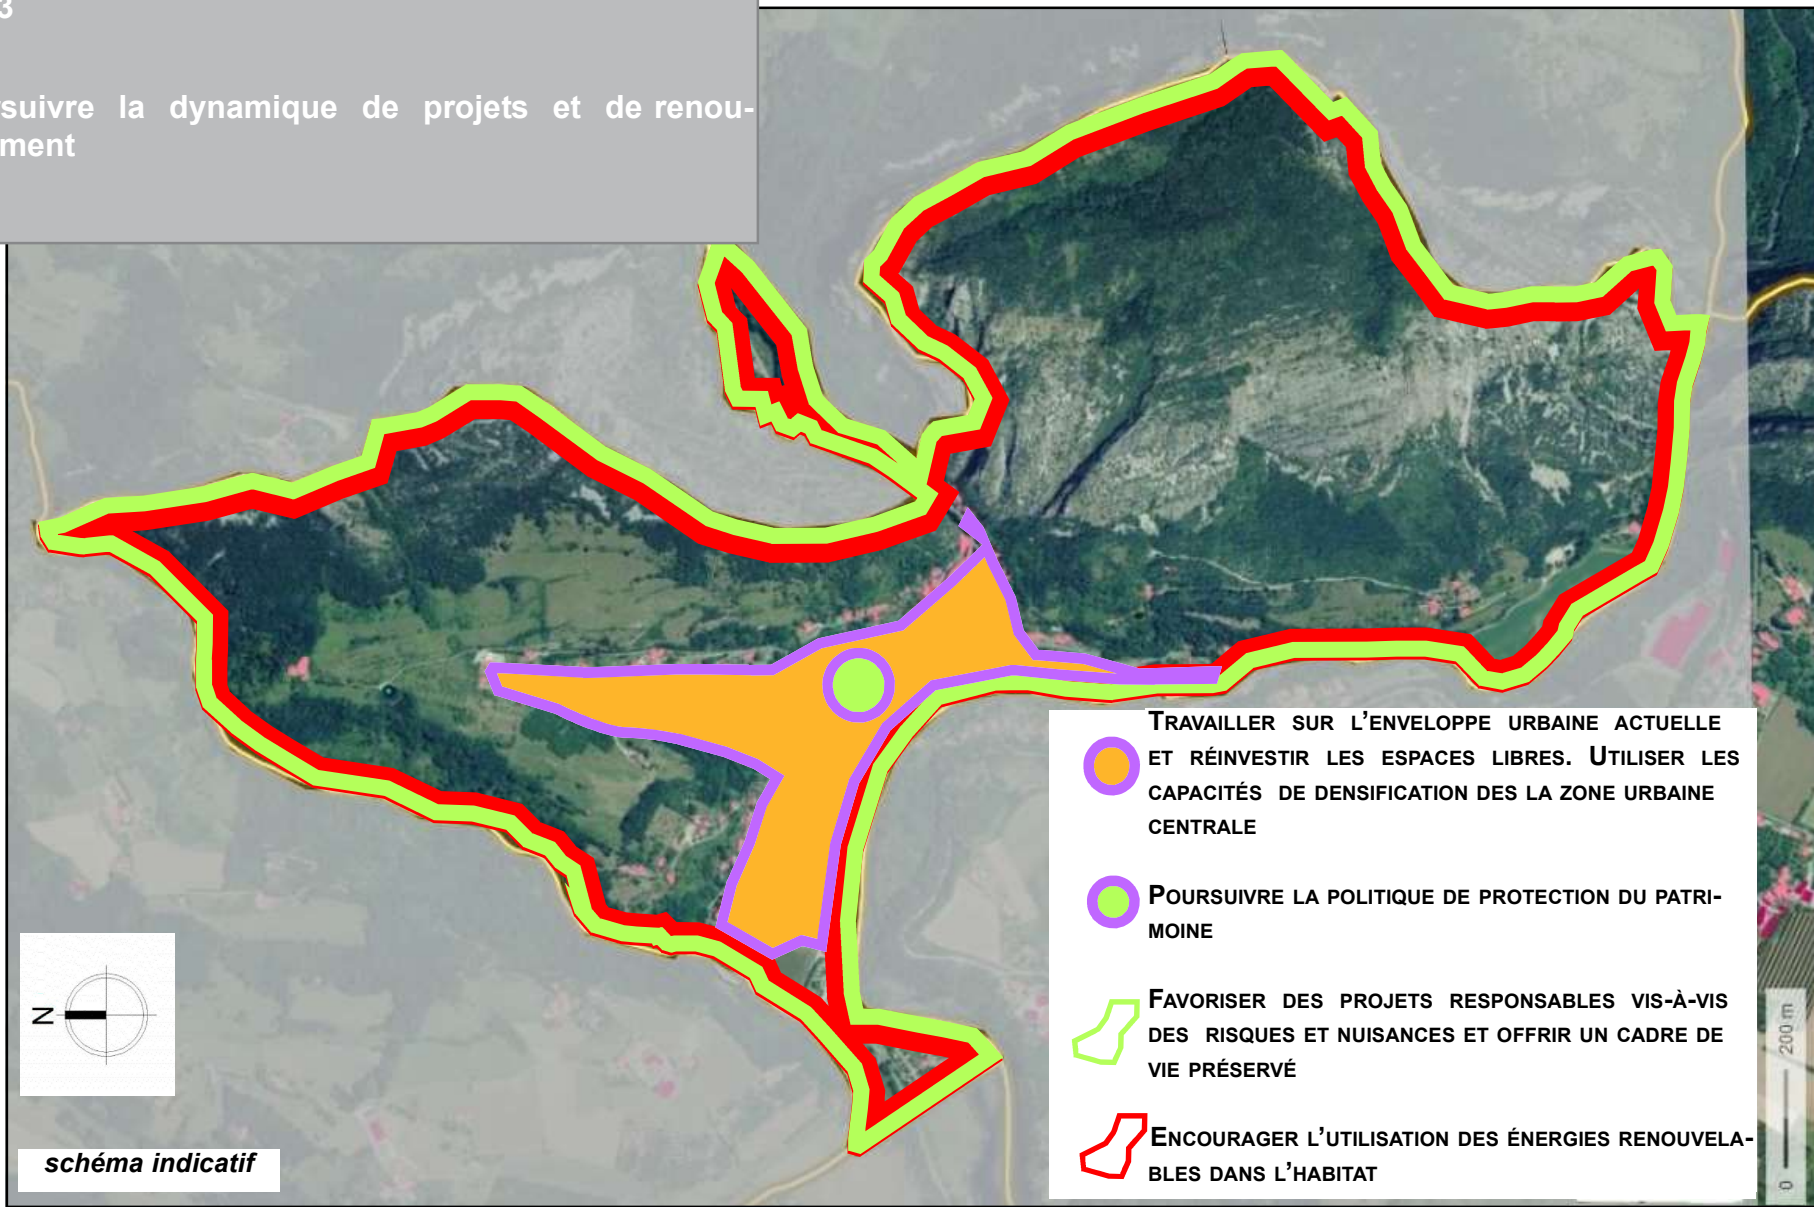 3
rsuivre la dynamique de projets et de renou-
ment
TRAVAILLER SUR L'ENVELOPPE URBAINE ACTUELLE
ET RÉINVESTIR LES ESPACES LIBRES. UTILISER LES
CAPACITÉS DE DENSIFICATION DES LA ZONE URBAINE
CENTRALE
POURSUIVRE LA POLITIQUE DE PROTECTION DU PATRI-
MOINE
FAVORISER DES PROJETS RESPONSABLES VIS-À-VIS
DES RISQUES ET NUISANCES ET OFFRIR UN CADRE DE
VIE PRÉSERVÉ
ENCOURAGER L'UTILISATION DES ÉNERGIES RENOUVELA-
BLES DANS L'HABITAT
N
schéma indicatif
0 200 m